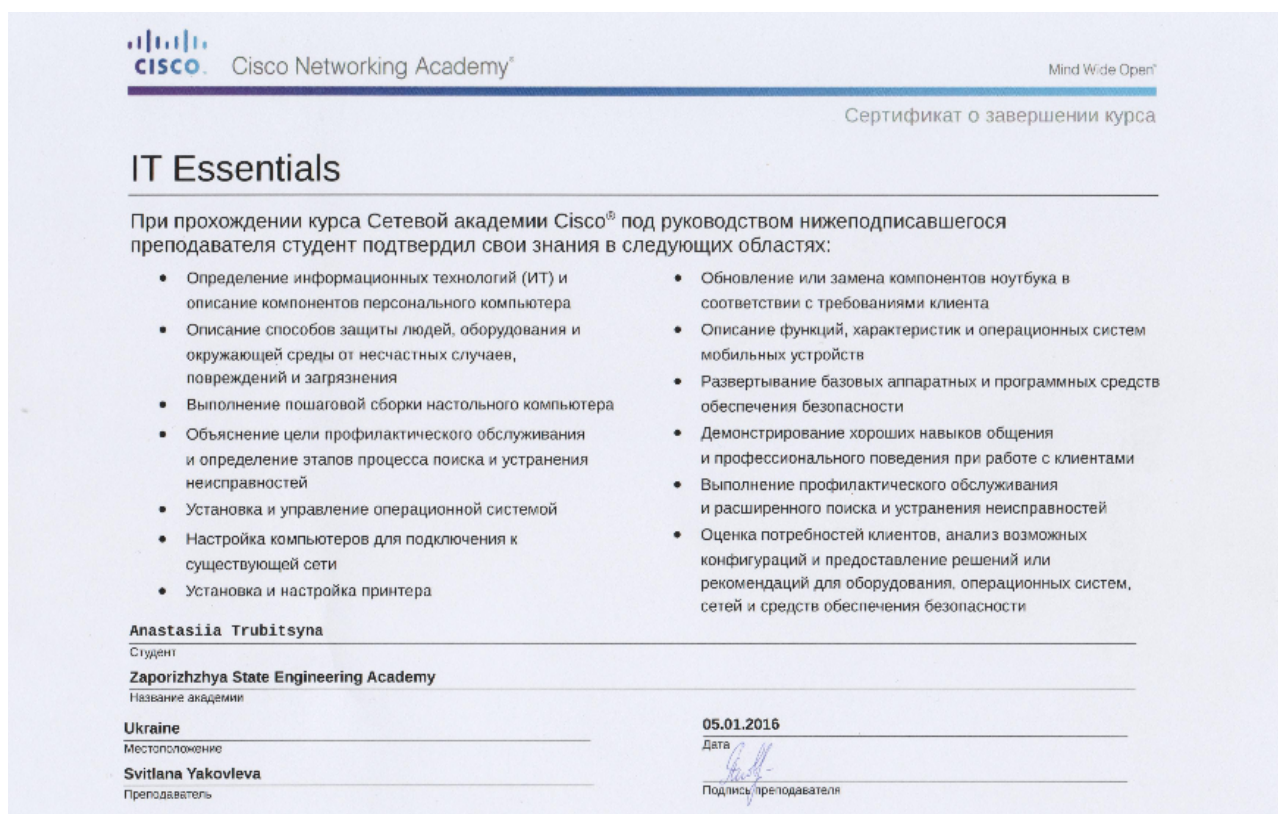 CISCO. Cisco Networking Academy®
Mind Wide Open®
Сертификат о завершении курса
IT Essentials
При прохождении курса Сетевой академии Cisco® под руководством нижеподписавшегося
преподавателя студент подтвердил свои знания в следующих областях:
• Определение информационных технологий (ИТ) и
описание компонентов персонального компьютера
• Описание способов защиты людей, оборудования и
окружающей среды от несчастных случаев,
повреждений и загрязнения
• Выполнение пошаговой сборки настольного компьютера
• Объяснение цели профилактического обслуживания
и определение этапов процесса поиска и устранения
неисправностей
• Установка и управление операционной системой
• Настройка компьютеров для подключения к
существующей сети
• Установка и настройка принтера
• Обновление или замена компонентов ноутбука в
соответствии с требованиями клиента
• Описание функций, характеристик и операционных систем
мобильных устройств
• Развертывание базовых аппаратных и программных средств
обеспечения безопасности
• Демонстрирование хороших навыков общения
и профессионального поведения при работе с клиентами
• Выполнение профилактического обслуживания
и расширенного поиска и устранения неисправностей
• Оценка потребностей клиентов, анализ возможных
конфигураций и предоставление решений или
рекомендаций для оборудования, операционных систем,
сетей и средств обеспечения безопасности
Anastasiia Trubitsyna
Студент
Zaporizhzhya State Engineering Academy
Название академии
Ukraine
Местоположение
05.01.2016
Дата
Svitlana Yakovleva
Преподаватель
Подпись преподавателя